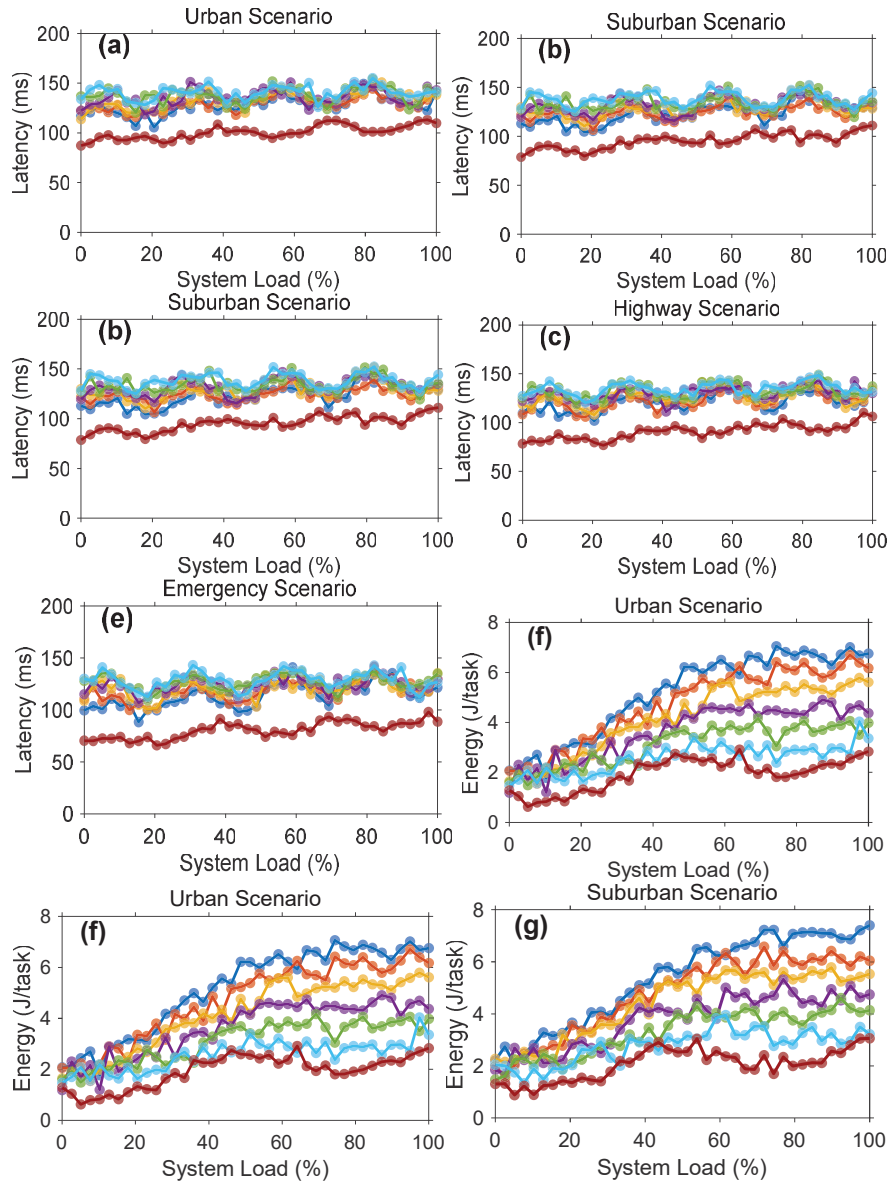 Urban Scenario
(a)
Latency (ms)
200
150
100
50
0
0 20 40 60 80 100
System Load (%)
Suburban Scenario
(b)
Latency (ms)
200
150
100
50
0
0 20 40 60 80 100
System Load (%)
Suburban Scenario
(b)
Latency (ms)
200
150
100
50
0
0 20 40 60 80 100
System Load (%)
Highway Scenario
(c)
Latency (ms)
200
150
100
50
0
0 20 40 60 80 100
System Load (%)
Emergency Scenario
(e)
Latency (ms)
200
150
100
50
0
0 20 40 60 80 100
System Load (%)
Urban Scenario
(f)
Energy (J/task)
8
6
4
2
0
0 20 40 60 80 100
System Load (%)
Urban Scenario
(f)
Energy (J/task)
8
6
4
2
0
0 20 40 60 80 100
System Load (%)
Suburban Scenario
(g)
Energy (J/task)
8
6
4
2
0
0 20 40 60 80 100
System Load (%)